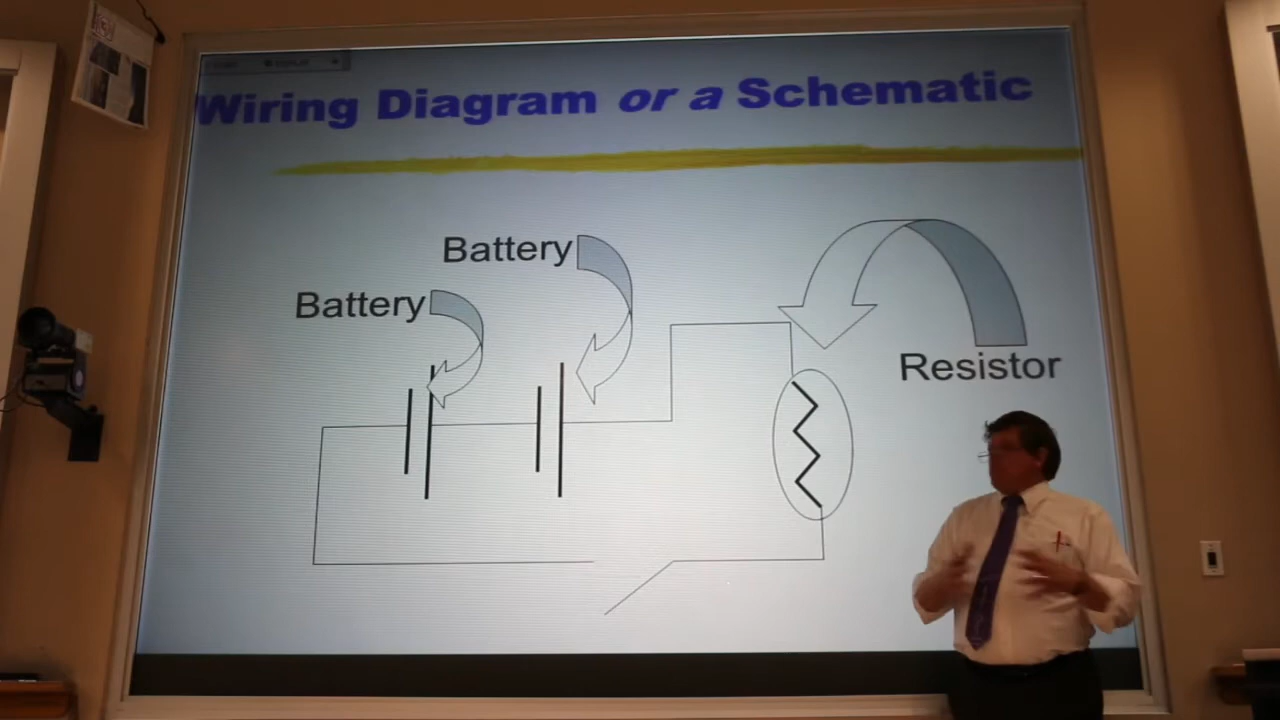 Wiring Diagram or a Schematic
Battery
Battery
Resistor